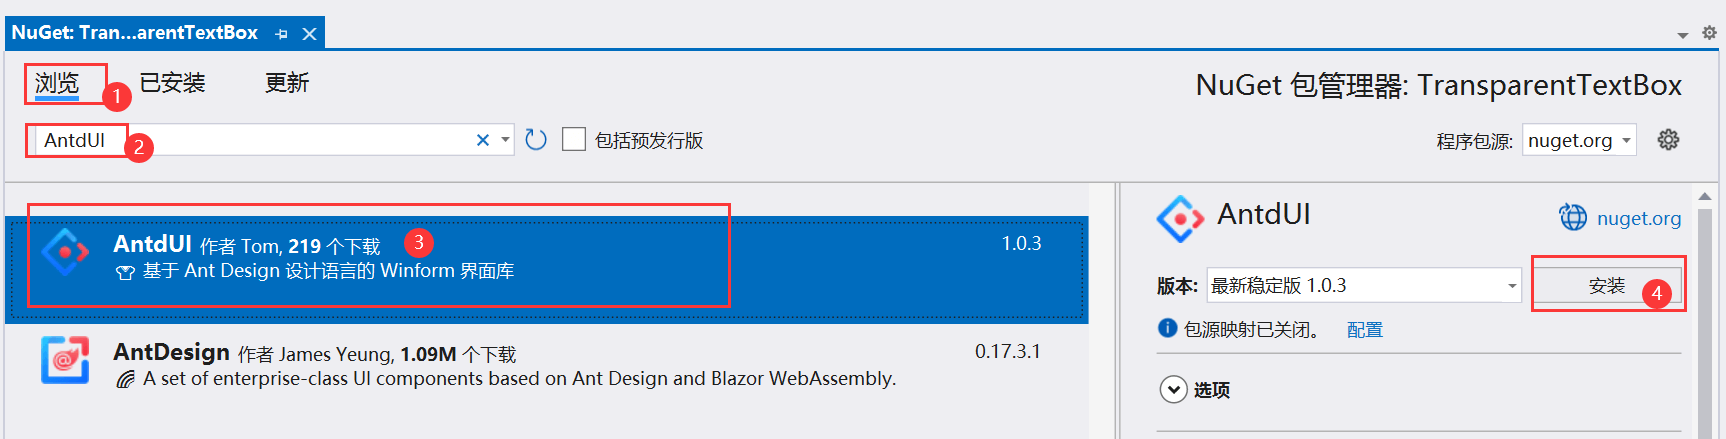 NuGet: Tran...arentTextBox
浏览 1 已安装 更新
NuGet 包管理器: TransparentTextBox
AntdUI 2 包括预发行版
程序包源: nuget.org
AntdUI 作者 Tom, 219 个下载 3 1.0.3
基于 Ant Design 设计语言的 Winform 界面库
AntDesign 作者 James Yeung, 1.09M 个下载 0.17.3.1
A set of enterprise-class UI components based on Ant Design and Blazor WebAssembly.
AntdUI nuget.org
版本: 最新稳定版 1.0.3 安装 4
包源映射已关闭。 配置
选项